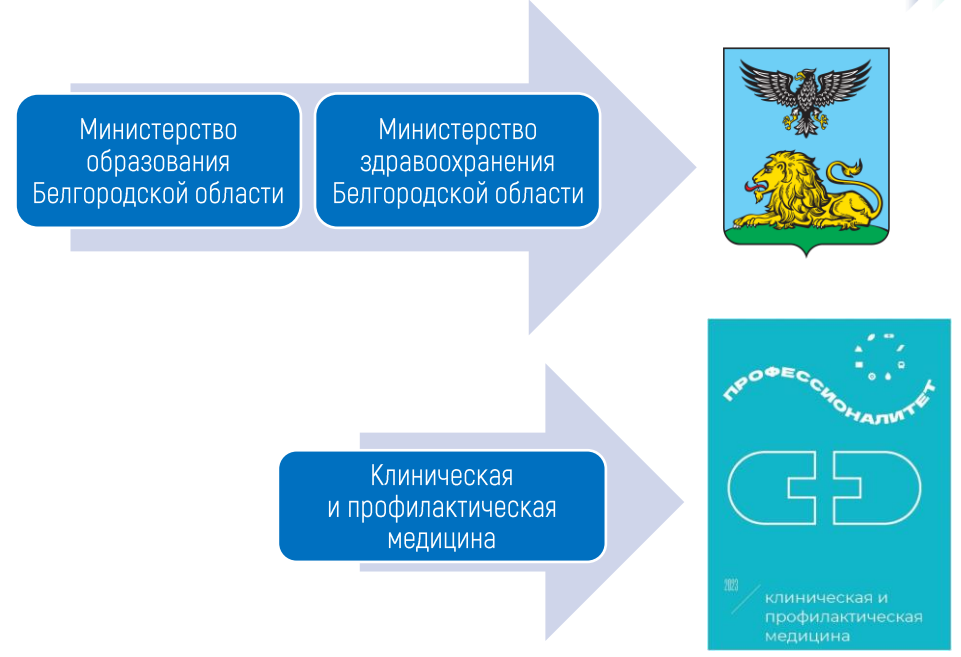 Министерство
образования
Белгородской области
Министерство
здравоохранения
Белгородской области
Клиническая
и профилактическая
медицина
ПРОФЕССИОНАЛИТЕТ
2023
клиническая и
профилактическая
медицина